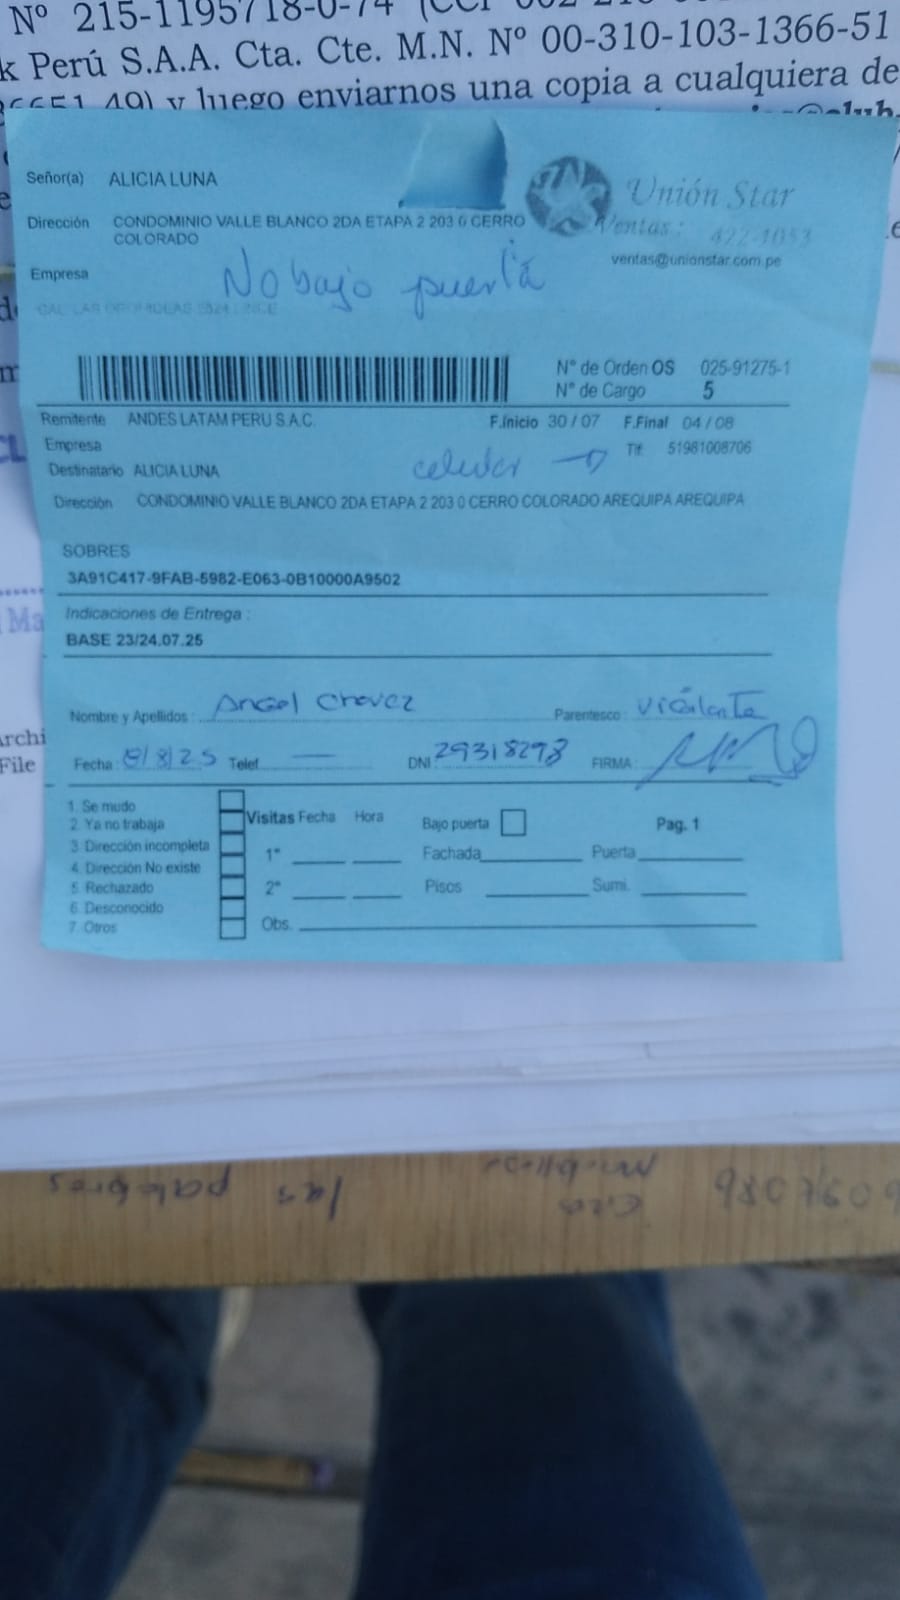 Nº 215-1195718-0-74
k Perú S.A.A. Cta. Cte. M.N. Nº 00-310-103-1366-51
y luego enviarnos una copia a cualquiera de
Señor(a) ALICIA LUNA
Unión Star
Dirección CONDOMINIO VALLE BLANCO 2DA ETAPA 2 203 0 CERRO
COLORADO
Ventas: 422-1053
ventas@unionstar.com.pe
Empresa
No bajo puerta
Nº de Orden OS 025-91275-1
Nº de Cargo 5
Remitente ANDES LATAM PERU S.A.C.
F.Inicio 30/07 F.Final 04/08
Empresa
Tlf 51981008706
Destinatario ALICIA LUNA
celular
Dirección CONDOMINIO VALLE BLANCO 2DA ETAPA 2 203 0 CERRO COLORADO AREQUIPA AREQUIPA
SOBRES
3A91C417-9FAB-5982-E063-0B10000A9502
Indicaciones de Entrega :
BASE 23/24.07.25
Nombre y Apellidos : Angel Chavez
Parentesco : Vigilante
Fecha : 8/8/25 Telef. —
DNI 29318298
FIRMA :
1. Se mudo
2. Ya no trabaja
3. Dirección incompleta
4. Dirección No existe
5. Rechazado
6. Desconocido
7. Otros
Visitas Fecha Hora
1º
2º
Obs.
Bajo puerta
Pag. 1
Fachada
Puerta
Pisos
Sumi.